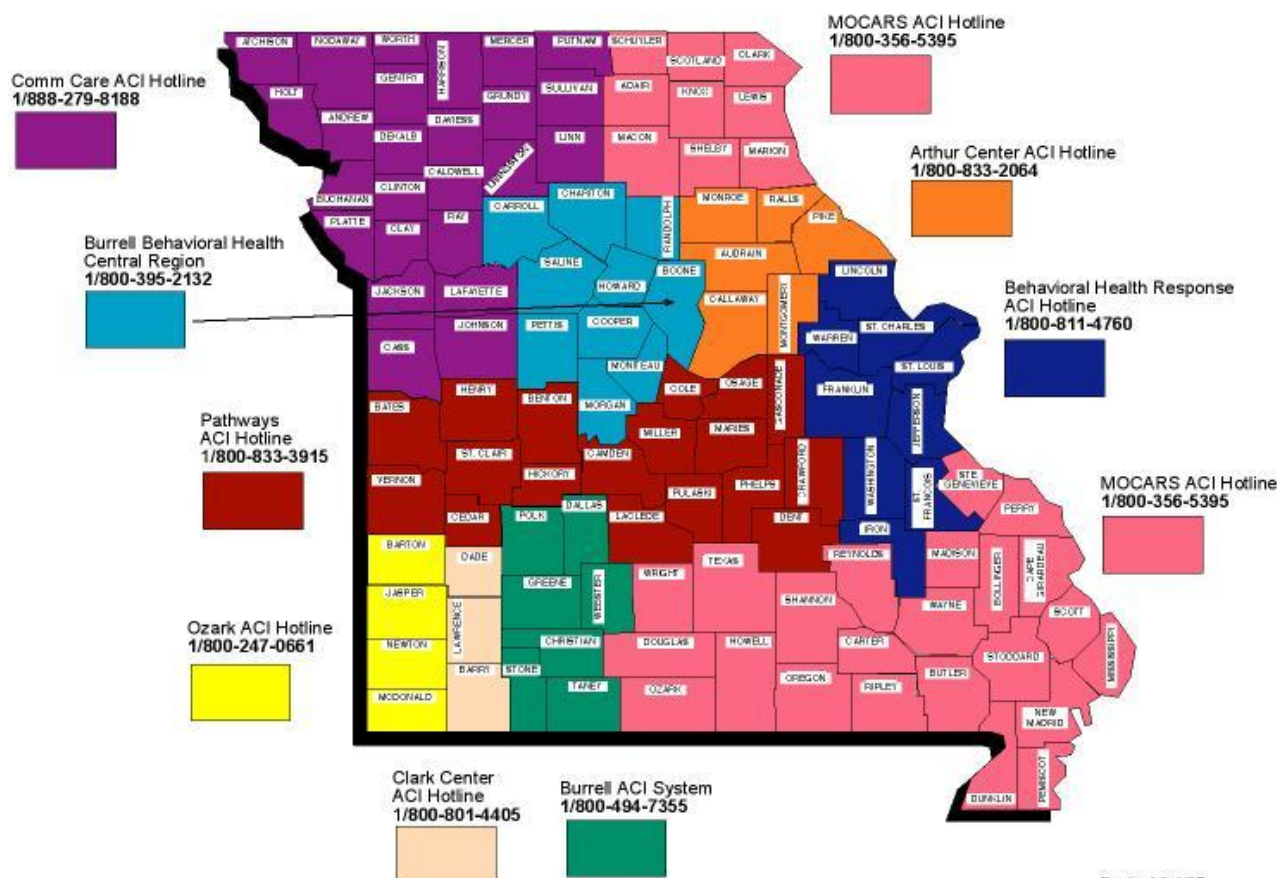 MOCARS ACI Hotline
1/800-356-5395
Comm Care ACI Hotline
1/888-279-8188
Arthur Center ACI Hotline
1/800-833-2064
Burrell Behavioral Health
Central Region
1/800-395-2132
Behavioral Health Response
ACI Hotline
1/800-811-4760
Pathways
ACI Hotline
1/800-833-3915
MOCARS ACI Hotline
1/800-356-5395
Ozark ACI Hotline
1/800-247-0661
Clark Center
ACI Hotline
1/800-801-4405
Burrell ACI System
1/800-494-7355
ATCHISON
NODAWAY
WORTH
HARRISON
MERCER
PUTNAM
SCHUYLER
SCOTLAND
CLARK
HOLT
GENTRY
SULLIVAN
ADAIR
KNOX
LEWIS
ANDREW
GRUNDY
DEKALB
DAVIESS
LINN
MACON
SHELBY
MARION
BUCHANAN
CLINTON
CALDWELL
LIVINGSTON
CHARITON
RANDOLPH
MONROE
RALLS
PIKE
PLATTE
CLAY
RAY
CARROLL
SALINE
HOWARD
BOONE
AUDRAIN
CALLAWAY
MONTGOMERY
LINCOLN
JACKSON
LAFAYETTE
COOPER
WARREN
ST. CHARLES
CASS
JOHNSON
PETTIS
MONITEAU
ST. LOUIS
MORGAN
COLE
OSAGE
GASCONADE
FRANKLIN
JEFFERSON
BATES
HENRY
BENTON
MILLER
MARIES
ST. CLAIR
HICKORY
CAMDEN
CRAWFORD
WASHINGTON
ST. FRANCOIS
STE.
GENEVIEVE
VERNON
PULASKI
PHELPS
PERRY
CEDAR
POLK
DALLAS
LACLEDE
DENT
IRON
BARTON
DADE
WRIGHT
TEXAS
REYNOLDS
MADISON
BOLLINGER
CAPE
GIRARDEAU
JASPER
GREENE
WEBSTER
SHANNON
WAYNE
SCOTT
LAWRENCE
NEWTON
CHRISTIAN
DOUGLAS
HOWELL
CARTER
STODDARD
MISSISSIPPI
MCDONALD
BARRY
STONE
TANEY
OZARK
OREGON
RIPLEY
BUTLER
NEW
MADRID
DUNKLIN
PEMISCOT